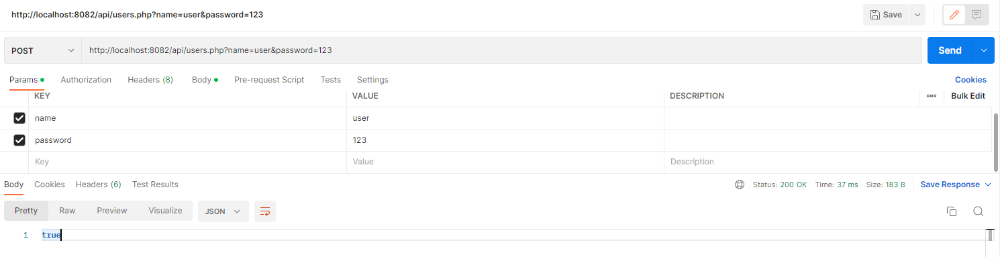 http://localhost:8082/api/users.php?name=user&password=123 Save
POST http://localhost:8082/api/users.php?name=user&password=123 Send
Params Authorization Headers (8) Body Pre-request Script Tests Settings Cookies
KEY VALUE DESCRIPTION ooo Bulk Edit
name user
password 123
Key Value Description
Body Cookies Headers (6) Test Results Status: 200 OK Time: 37 ms Size: 183 B Save Response
Pretty Raw Preview Visualize JSON
1 true